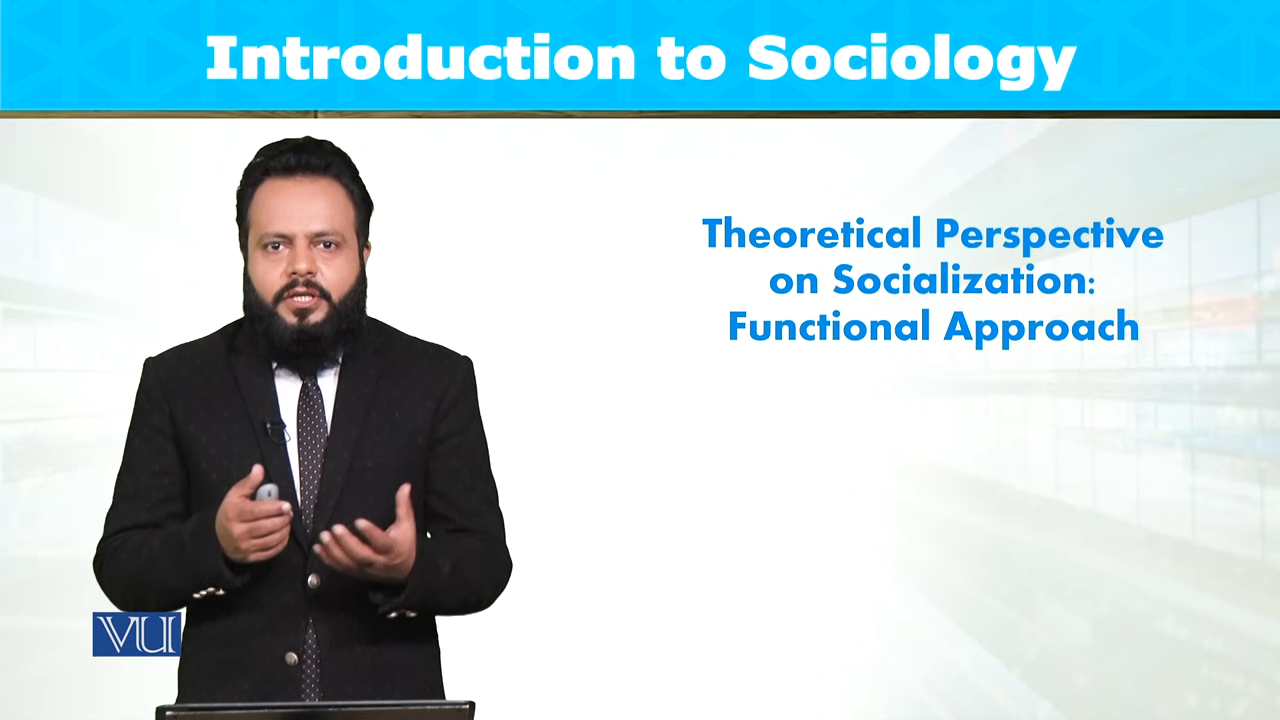 Introduction to Sociology
Theoretical Perspective
on Socialization:
Functional Approach
VU